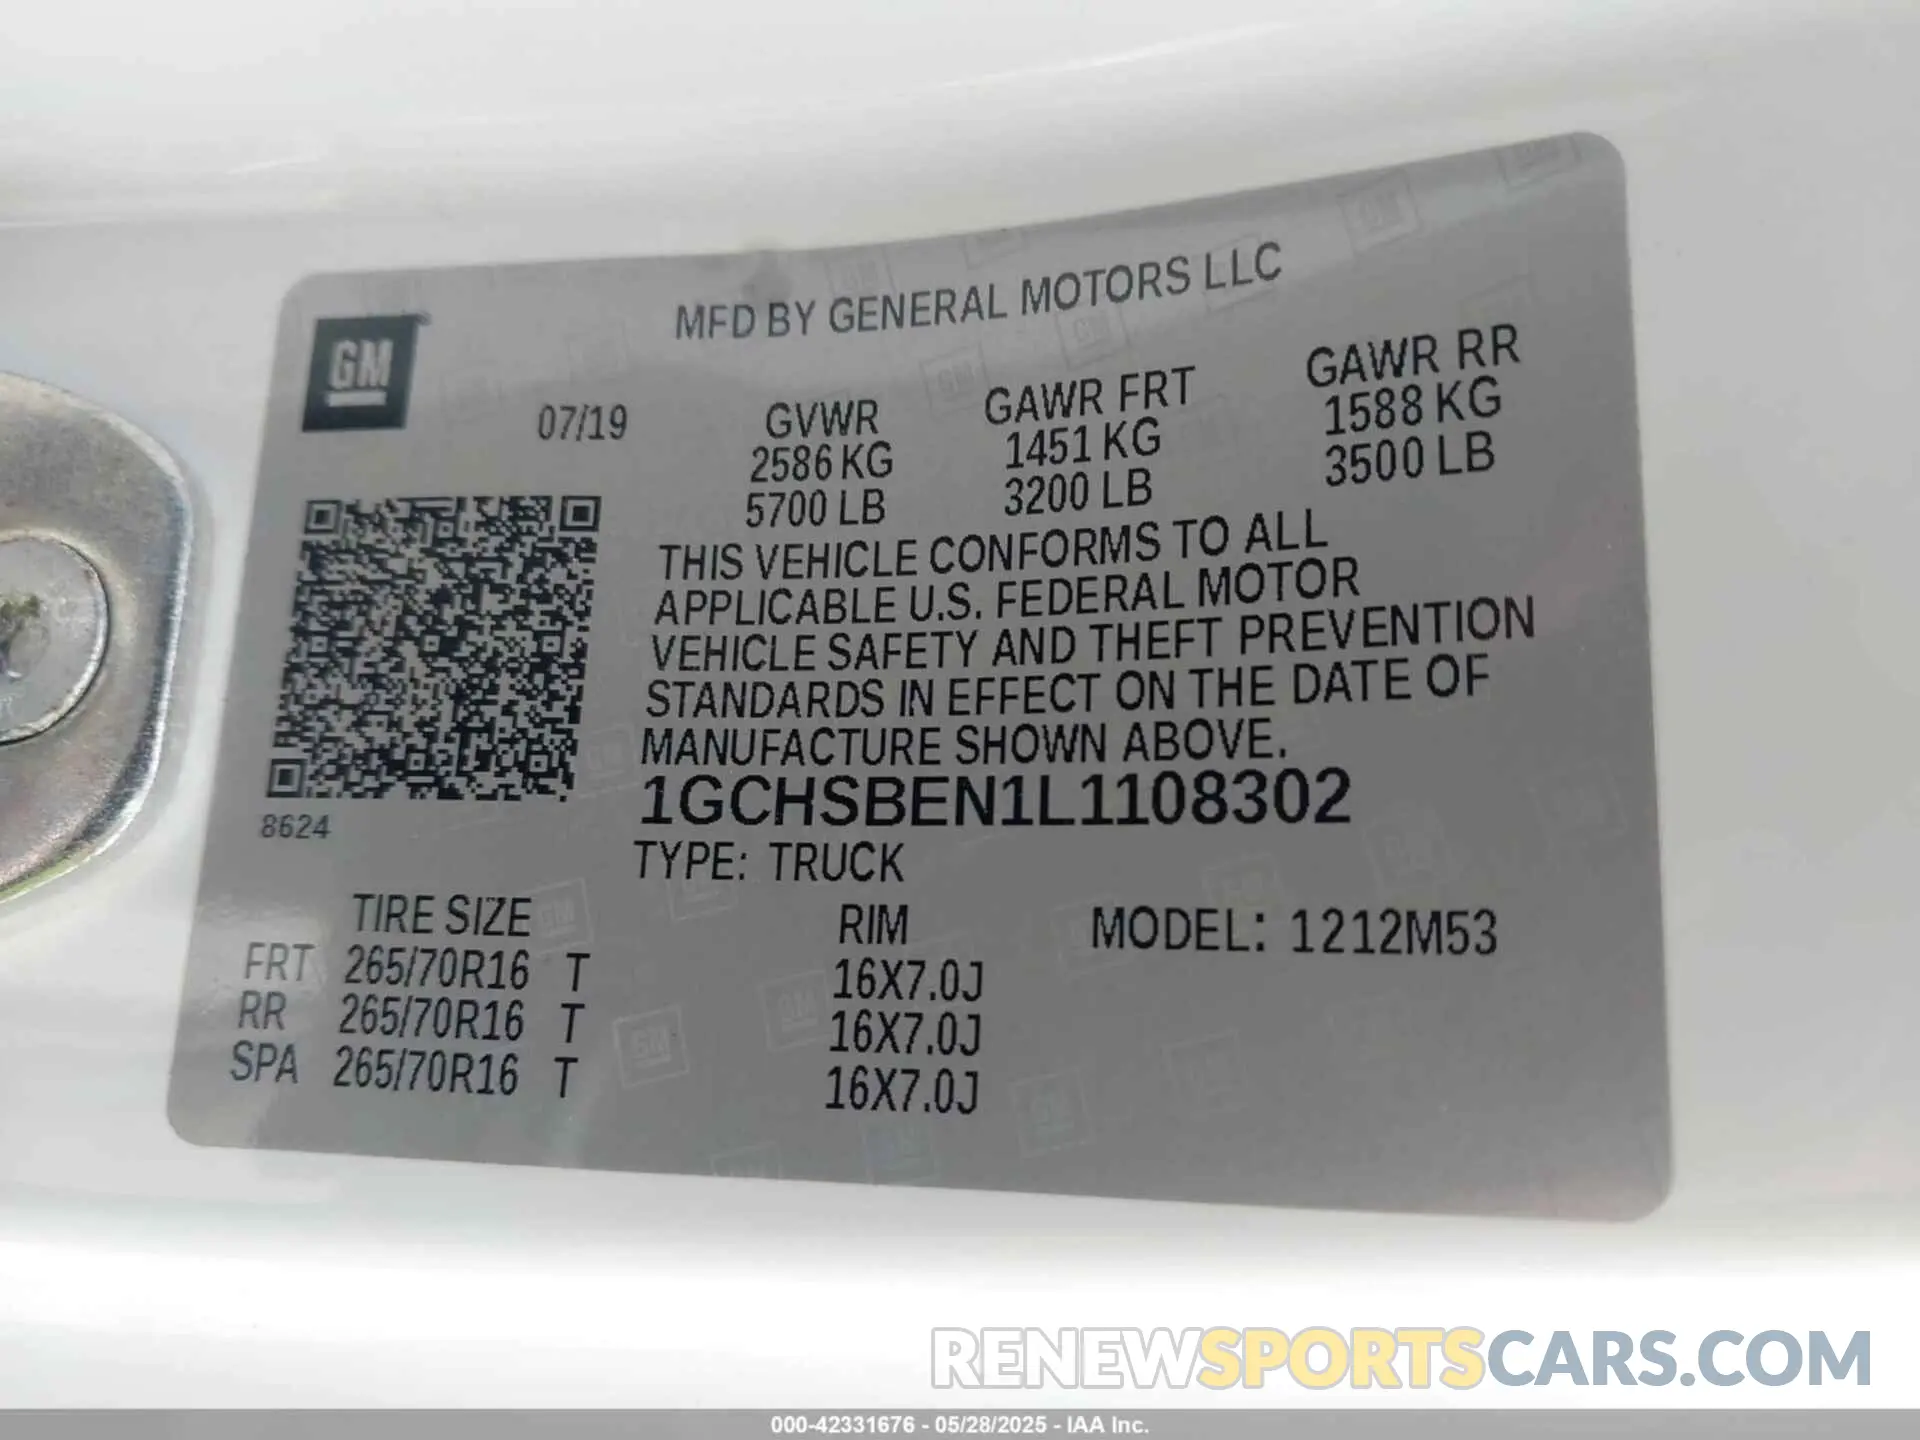 MFD BY GENERAL MOTORS LLC
GM
07/19
GVWR
2586 KG
5700 LB
GAWR FRT
1451 KG
3200 LB
GAWR RR
1588 KG
3500 LB
THIS VEHICLE CONFORMS TO ALL
APPLICABLE U.S. FEDERAL MOTOR
VEHICLE SAFETY AND THEFT PREVENTION
STANDARDS IN EFFECT ON THE DATE OF
MANUFACTURE SHOWN ABOVE.
1GCHSBEN1L1108302
8624
TYPE: TRUCK
TIRE SIZE RIM MODEL: 1212M53
FRT 265/70R16 T 16X7.0J
RR 265/70R16 T 16X7.0J
SPA 265/70R16 T 16X7.0J
RENEWSPORTSCARS.COM
000-42331676 - 05/28/2025 - IAA Inc.